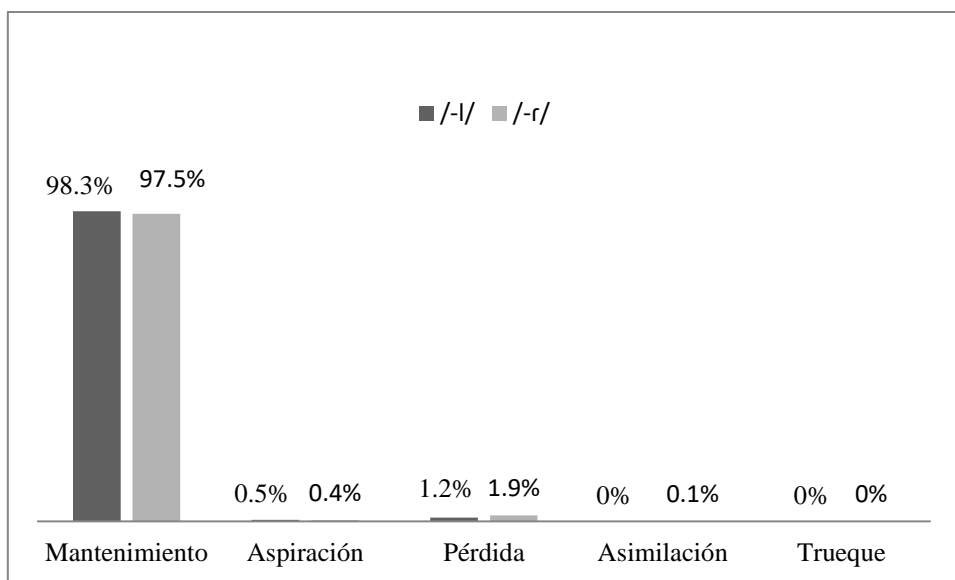 /-l/ /-ɾ/
98.3% 97.5%
0.5% 0.4% 1.2% 1.9% 0% 0.1% 0% 0%
Mantenimiento Aspiración Pérdida Asimilación Trueque